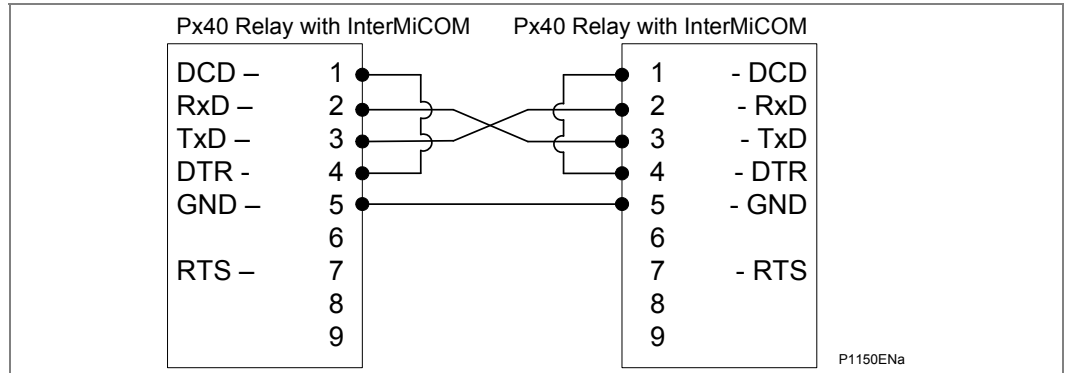 Px40 Relay with InterMiCOM Px40 Relay with InterMiCOM
DCD – 1 1 - DCD
RxD – 2 2 - RxD
TxD – 3 3 - TxD
DTR - 4 4 - DTR
GND – 5 5 - GND
6 6
RTS – 7 7 - RTS
8 8
9 9
P1150ENa